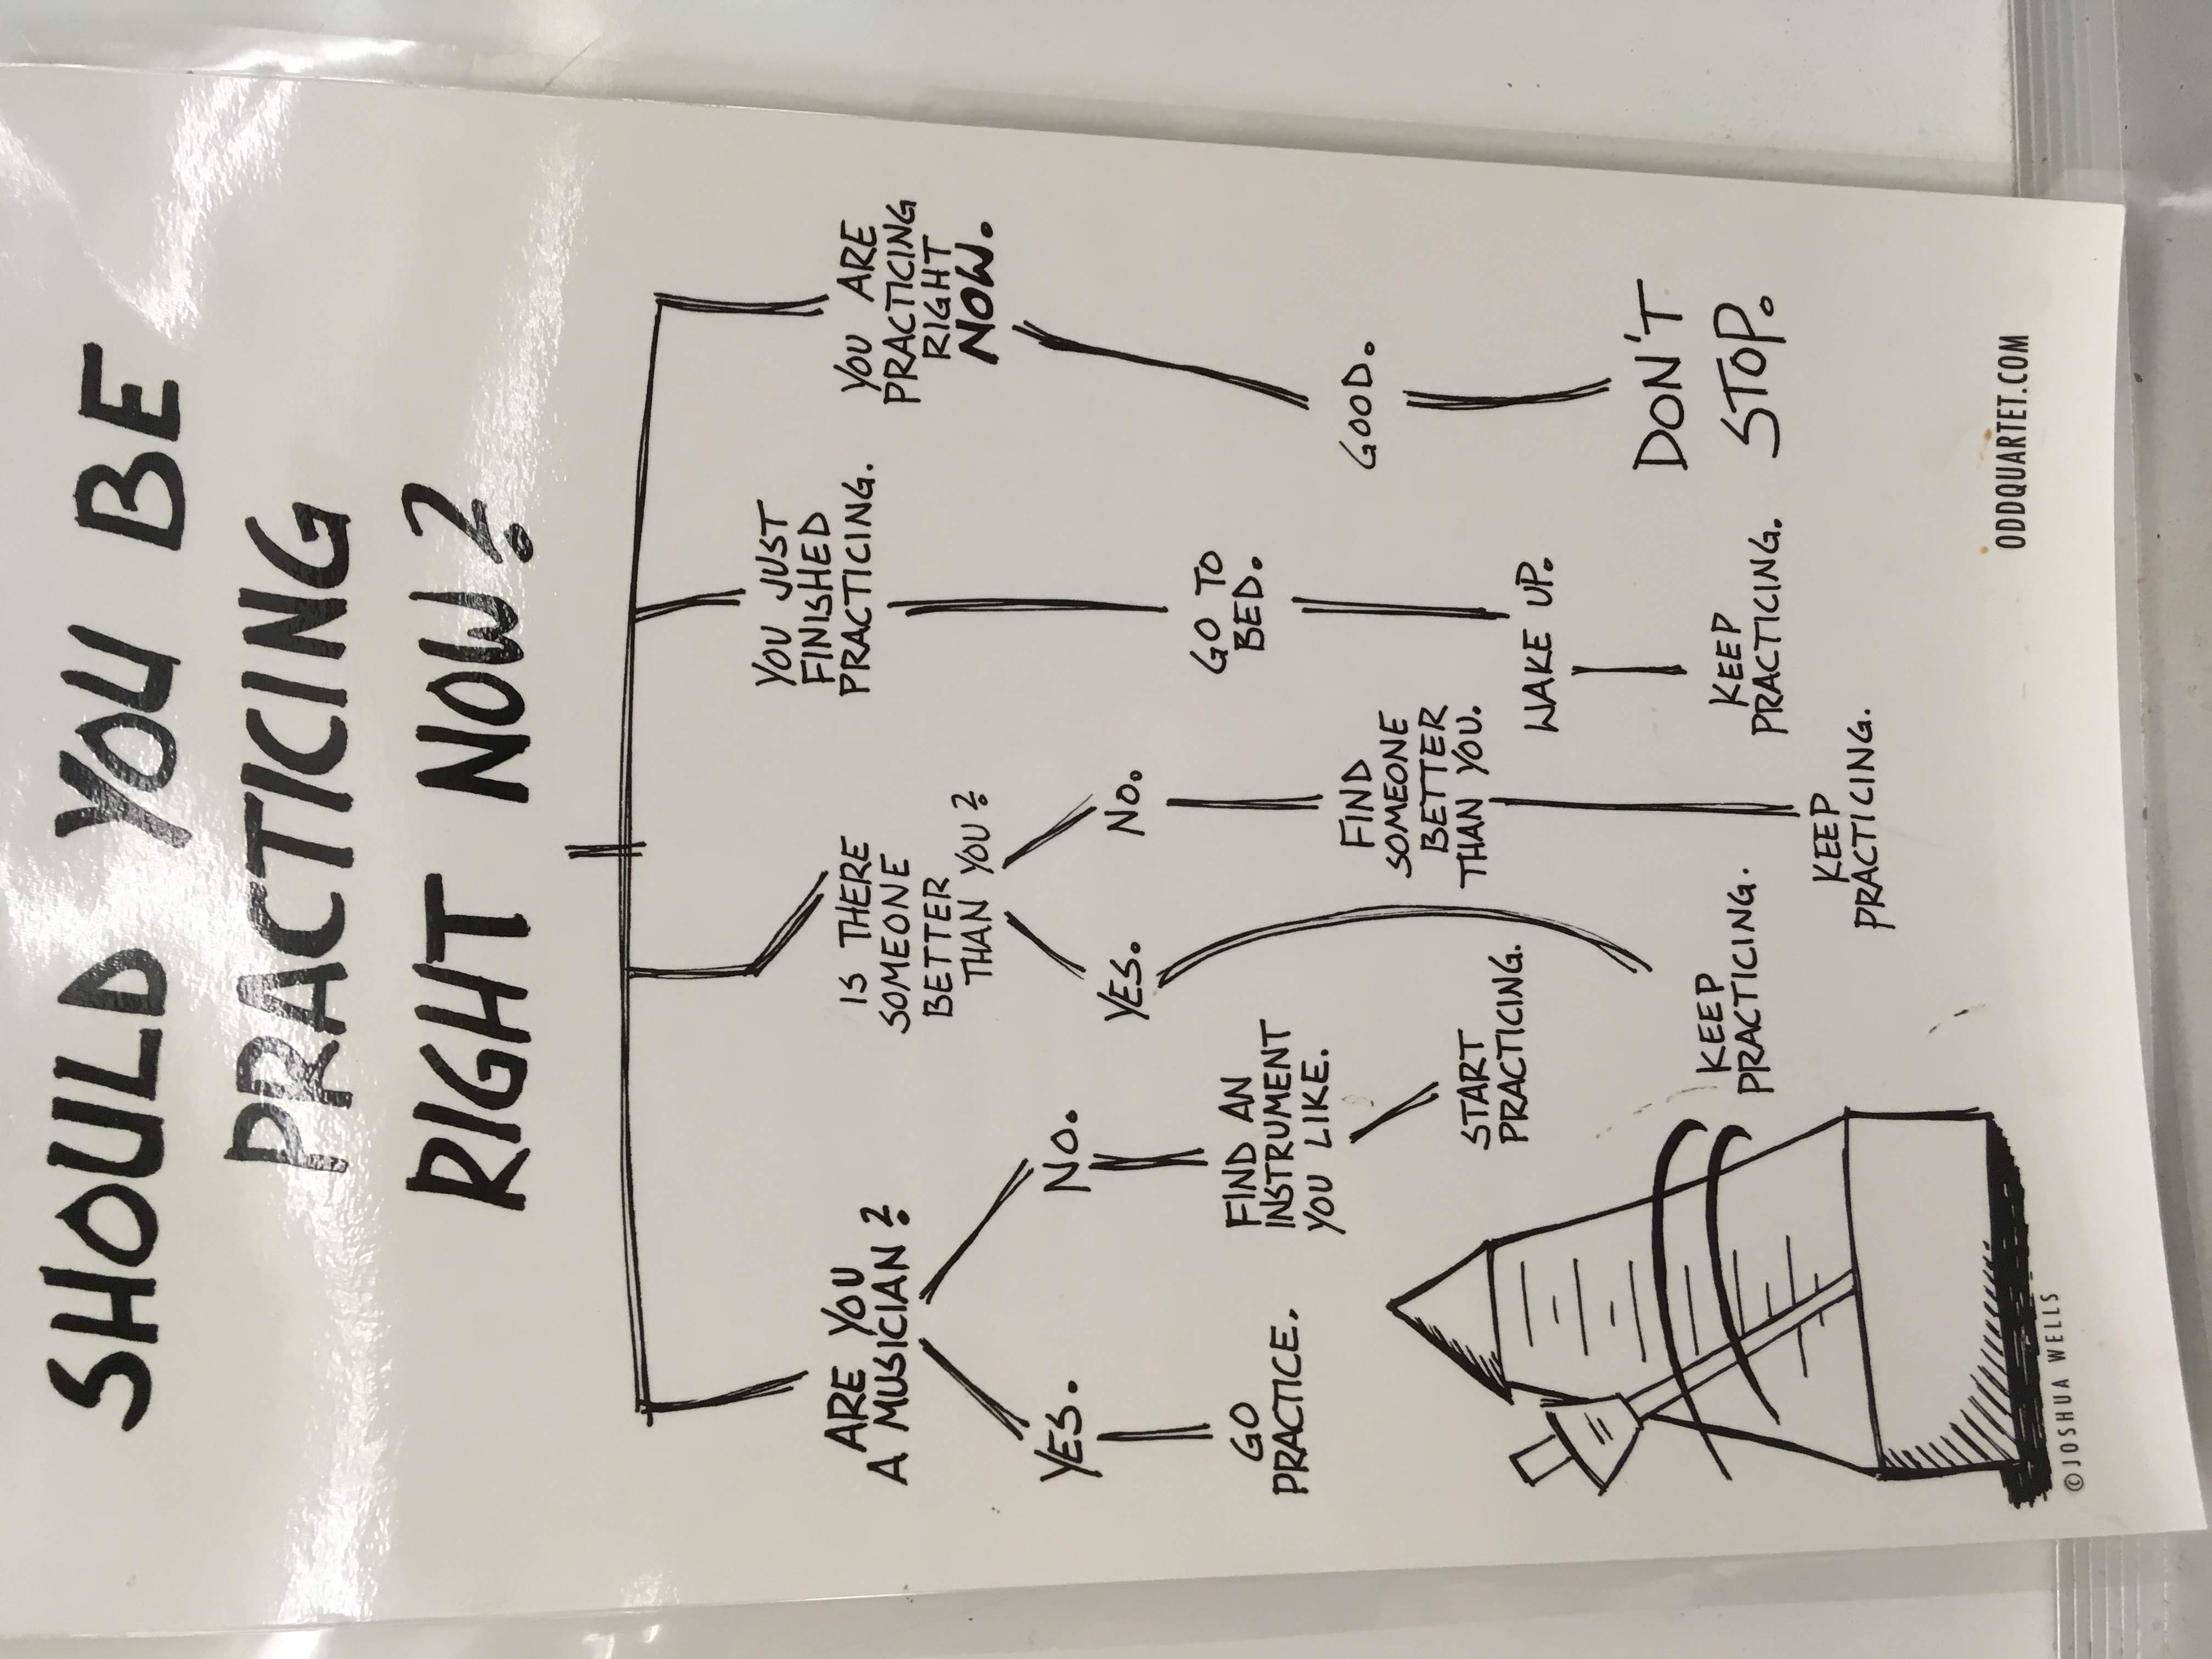 SHOULD YOU BE
PRACTICING
RIGHT NOW?
ARE YOU
A MUSICIAN?
YES.
GO
PRACTICE.
NO.
FIND AN
INSTRUMENT
YOU LIKE.
START
PRACTICING.
IS THERE
SOMEONE
BETTER
THAN YOU?
YES.
KEEP
PRACTICING.
NO.
FIND
SOMEONE
BETTER
THAN YOU.
KEEP
PRACTICING.
YOU JUST
FINISHED
PRACTICING.
GO TO
BED.
WAKE UP.
KEEP
PRACTICING.
YOU ARE
PRACTICING
RIGHT
NOW.
GOOD.
DON'T
STOP.
ODDQUARTET.COM
©JOSHUA WELLS